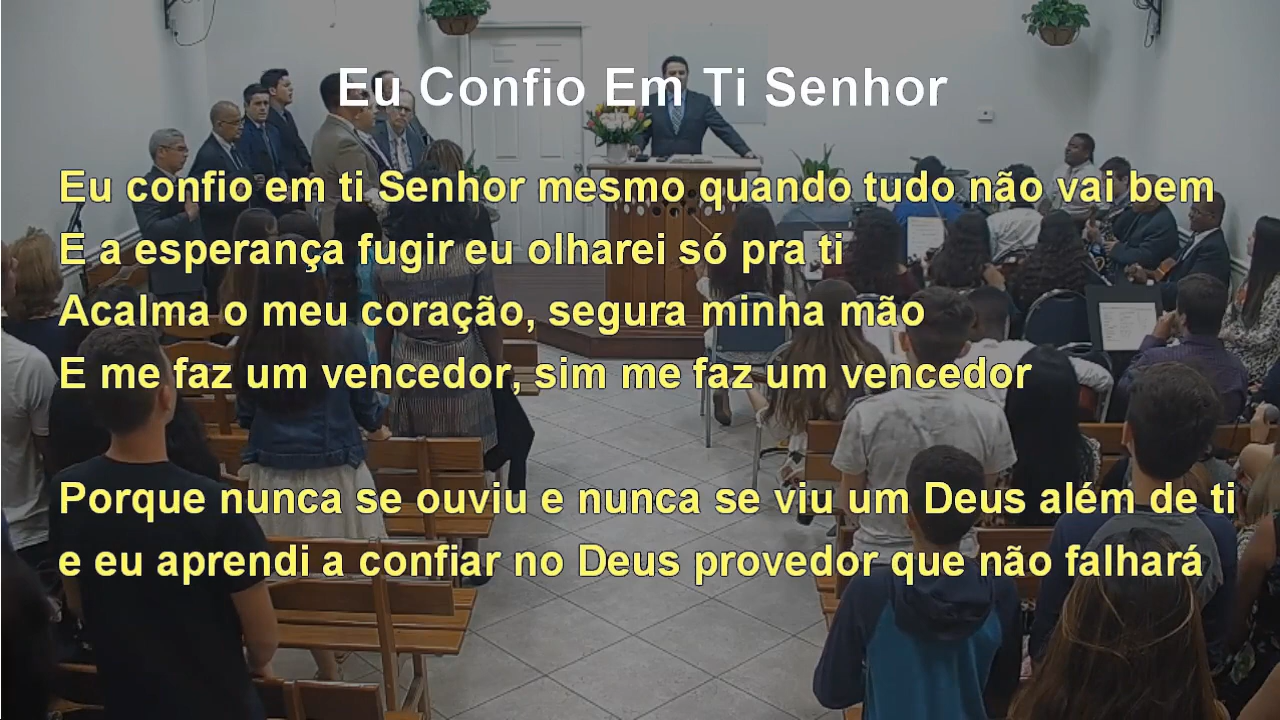 Eu Confio Em Ti Senhor
Eu confio em ti Senhor mesmo quando tudo não vai bem
E a esperança fugir eu olharei só pra ti
Acalma o meu coração, segura minha mão
E me faz um vencedor, sim me faz um vencedor
Porque nunca se ouviu e nunca se viu um Deus além de ti
e eu aprendi a confiar no Deus provedor que não falhará